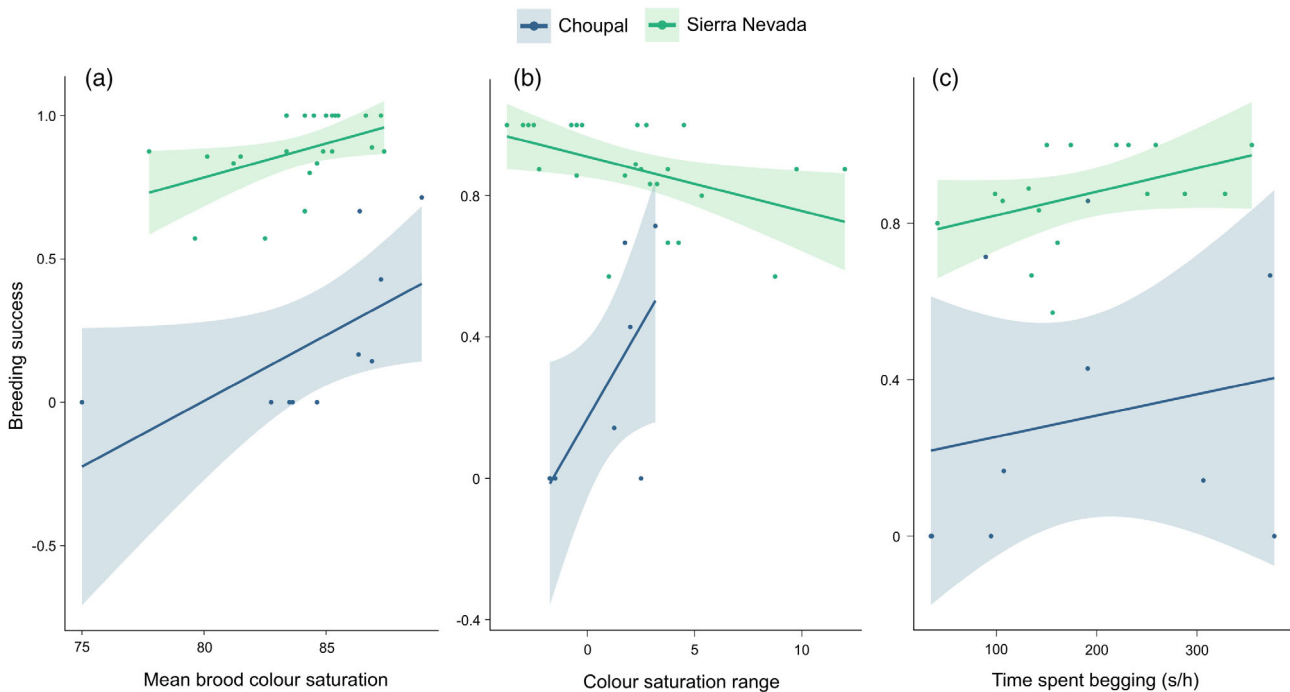 Choupal Sierra Nevada
(a) (b) (c)
Breeding success
1.0
0.5
0
-0.5
75 80 85
Mean brood colour saturation
0.8
0.4
0
-0.4
0 5 10
Colour saturation range
0.8
0.4
0
100 200 300
Time spent begging (s/h)